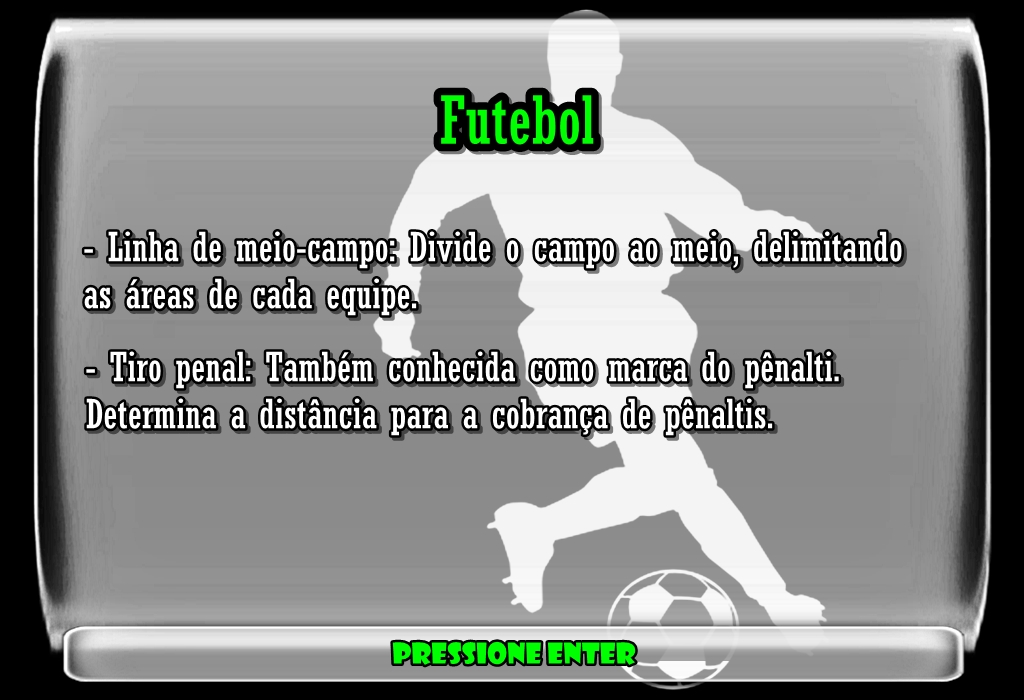 Futebol
- Linha de meio-campo: Divide o campo ao meio, delimitando
as áreas de cada equipe.
- Tiro penal: Também conhecida como marca do pênalti.
Determina a distância para a cobrança de pênaltis.
PRESSIONE ENTER